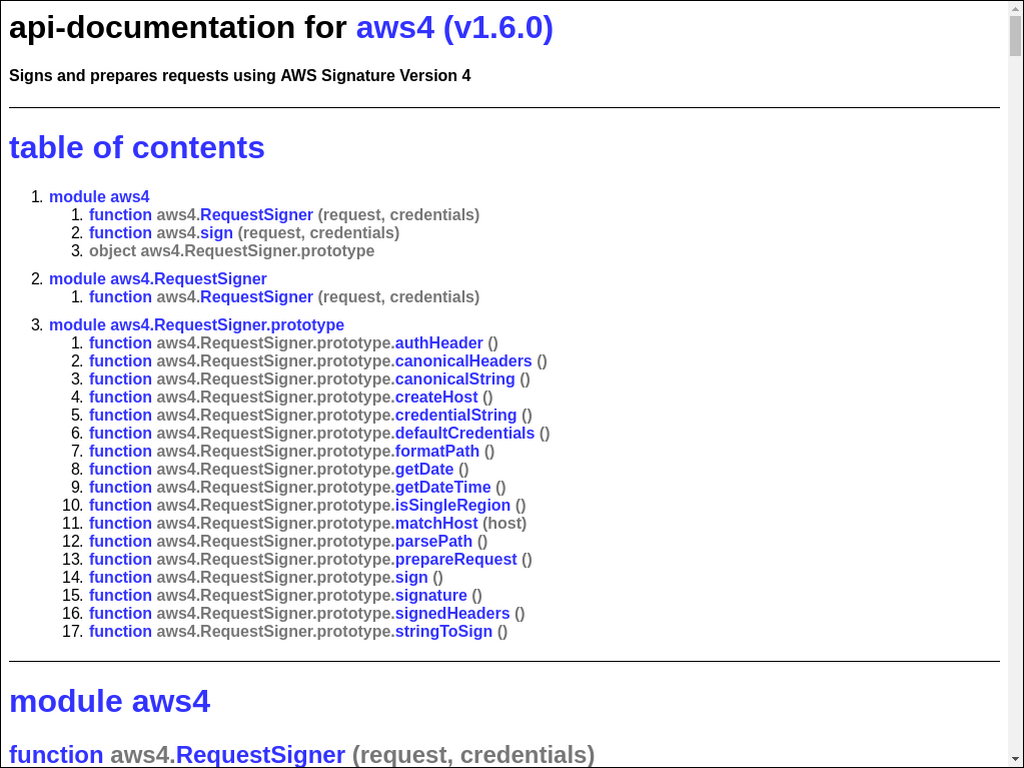 api-documentation for aws4 (v1.6.0)
Signs and prepares requests using AWS Signature Version 4
table of contents
1. module aws4
1. function aws4.RequestSigner (request, credentials)
2. function aws4.sign (request, credentials)
3. object aws4.RequestSigner.prototype
2. module aws4.RequestSigner
1. function aws4.RequestSigner (request, credentials)
3. module aws4.RequestSigner.prototype
1. function aws4.RequestSigner.prototype.authHeader ()
2. function aws4.RequestSigner.prototype.canonicalHeaders ()
3. function aws4.RequestSigner.prototype.canonicalString ()
4. function aws4.RequestSigner.prototype.createHost ()
5. function aws4.RequestSigner.prototype.credentialString ()
6. function aws4.RequestSigner.prototype.defaultCredentials ()
7. function aws4.RequestSigner.prototype.formatPath ()
8. function aws4.RequestSigner.prototype.getDate ()
9. function aws4.RequestSigner.prototype.getDateTime ()
10. function aws4.RequestSigner.prototype.isSingleRegion ()
11. function aws4.RequestSigner.prototype.matchHost (host)
12. function aws4.RequestSigner.prototype.parsePath ()
13. function aws4.RequestSigner.prototype.prepareRequest ()
14. function aws4.RequestSigner.prototype.sign ()
15. function aws4.RequestSigner.prototype.signature ()
16. function aws4.RequestSigner.prototype.signedHeaders ()
17. function aws4.RequestSigner.prototype.stringToSign ()
module aws4
function aws4.RequestSigner (request, credentials)